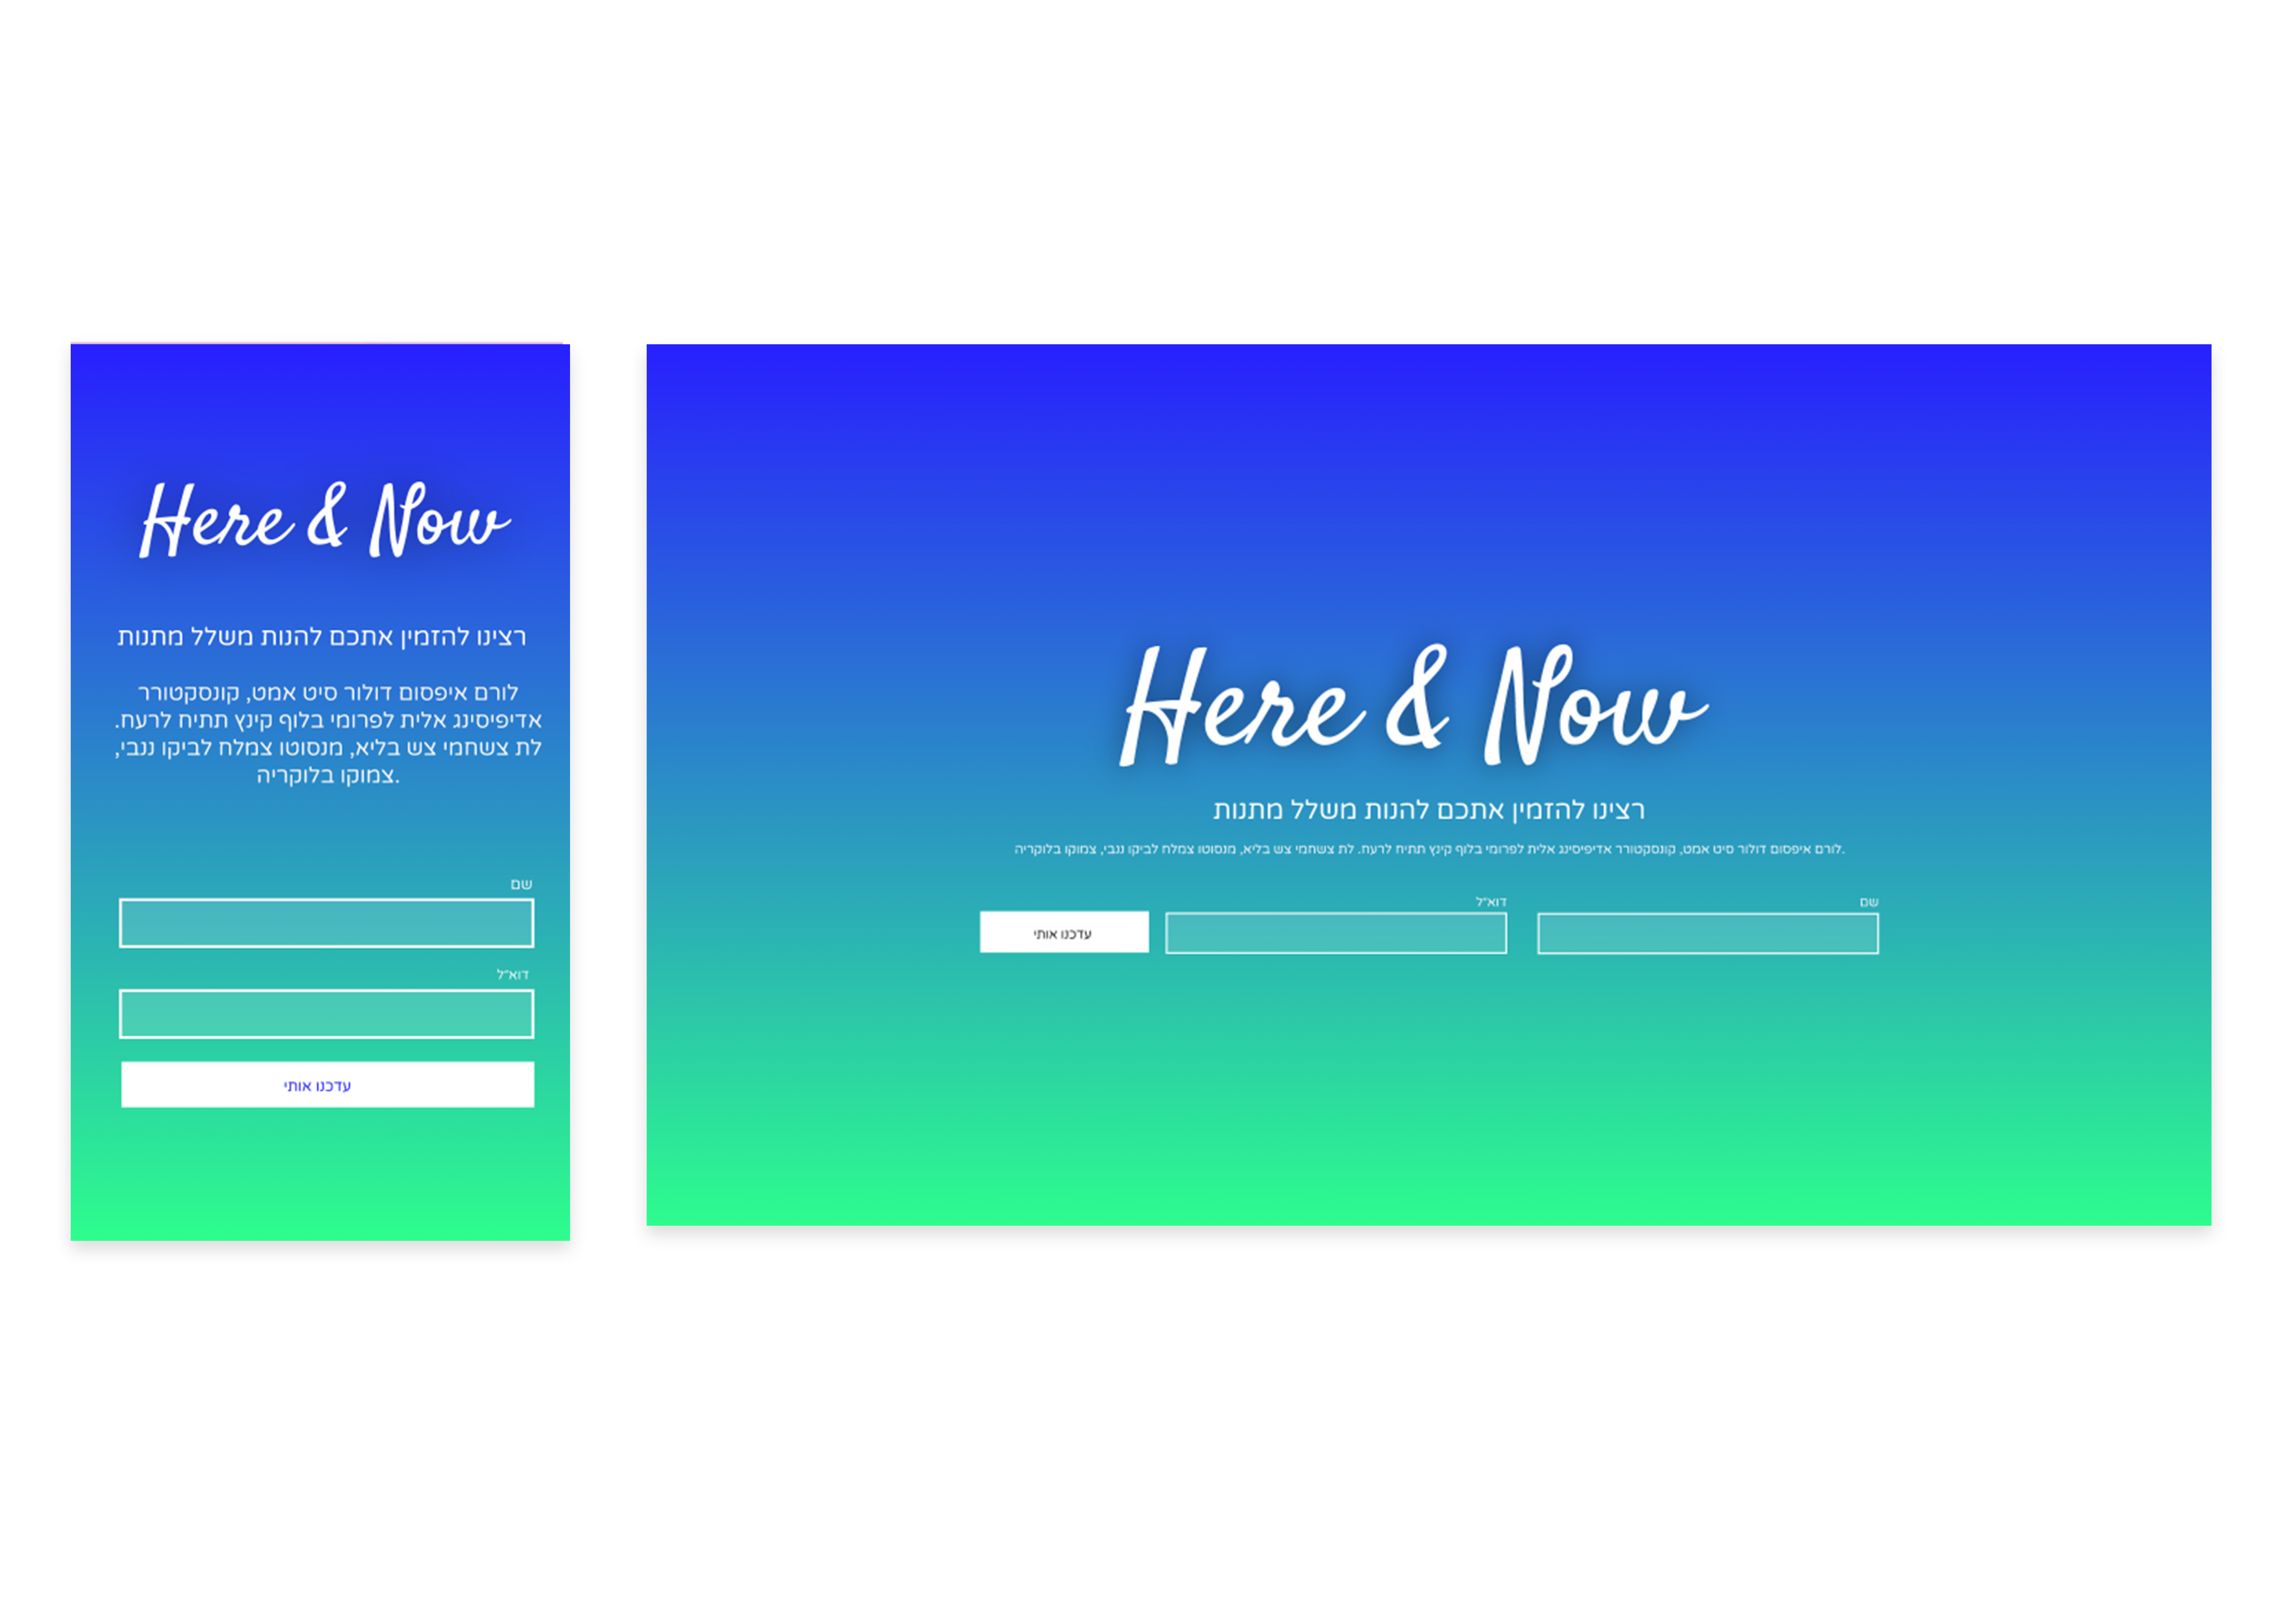 Here & Now
רצינו להזמין אתכם להנות משלל מתנות
לורם איפסום דולור סיט אמט, קונסקטורר
אדיפיסינג אלית לפרומי בלוף קינץ תתיח לרעח.
לת צשחמי צש בליא, מנסוטו צמלח לביקו ננבי,
צמוקו בלוקריה.
שם
דוא״ל
עדכנו אותי
Here & Now
רצינו להזמין אתכם להנות משלל מתנות
לורם איפסום דולור סיט אמט, קונסקטורר אדיפיסינג אלית לפרומי בלוף קינץ תתיח לרעח. לת צשחמי צש בליא, מנסוטו צמלח לביקו ננבי, צמוקו בלוקריה.
שם
דוא״ל
עדכנו אותי